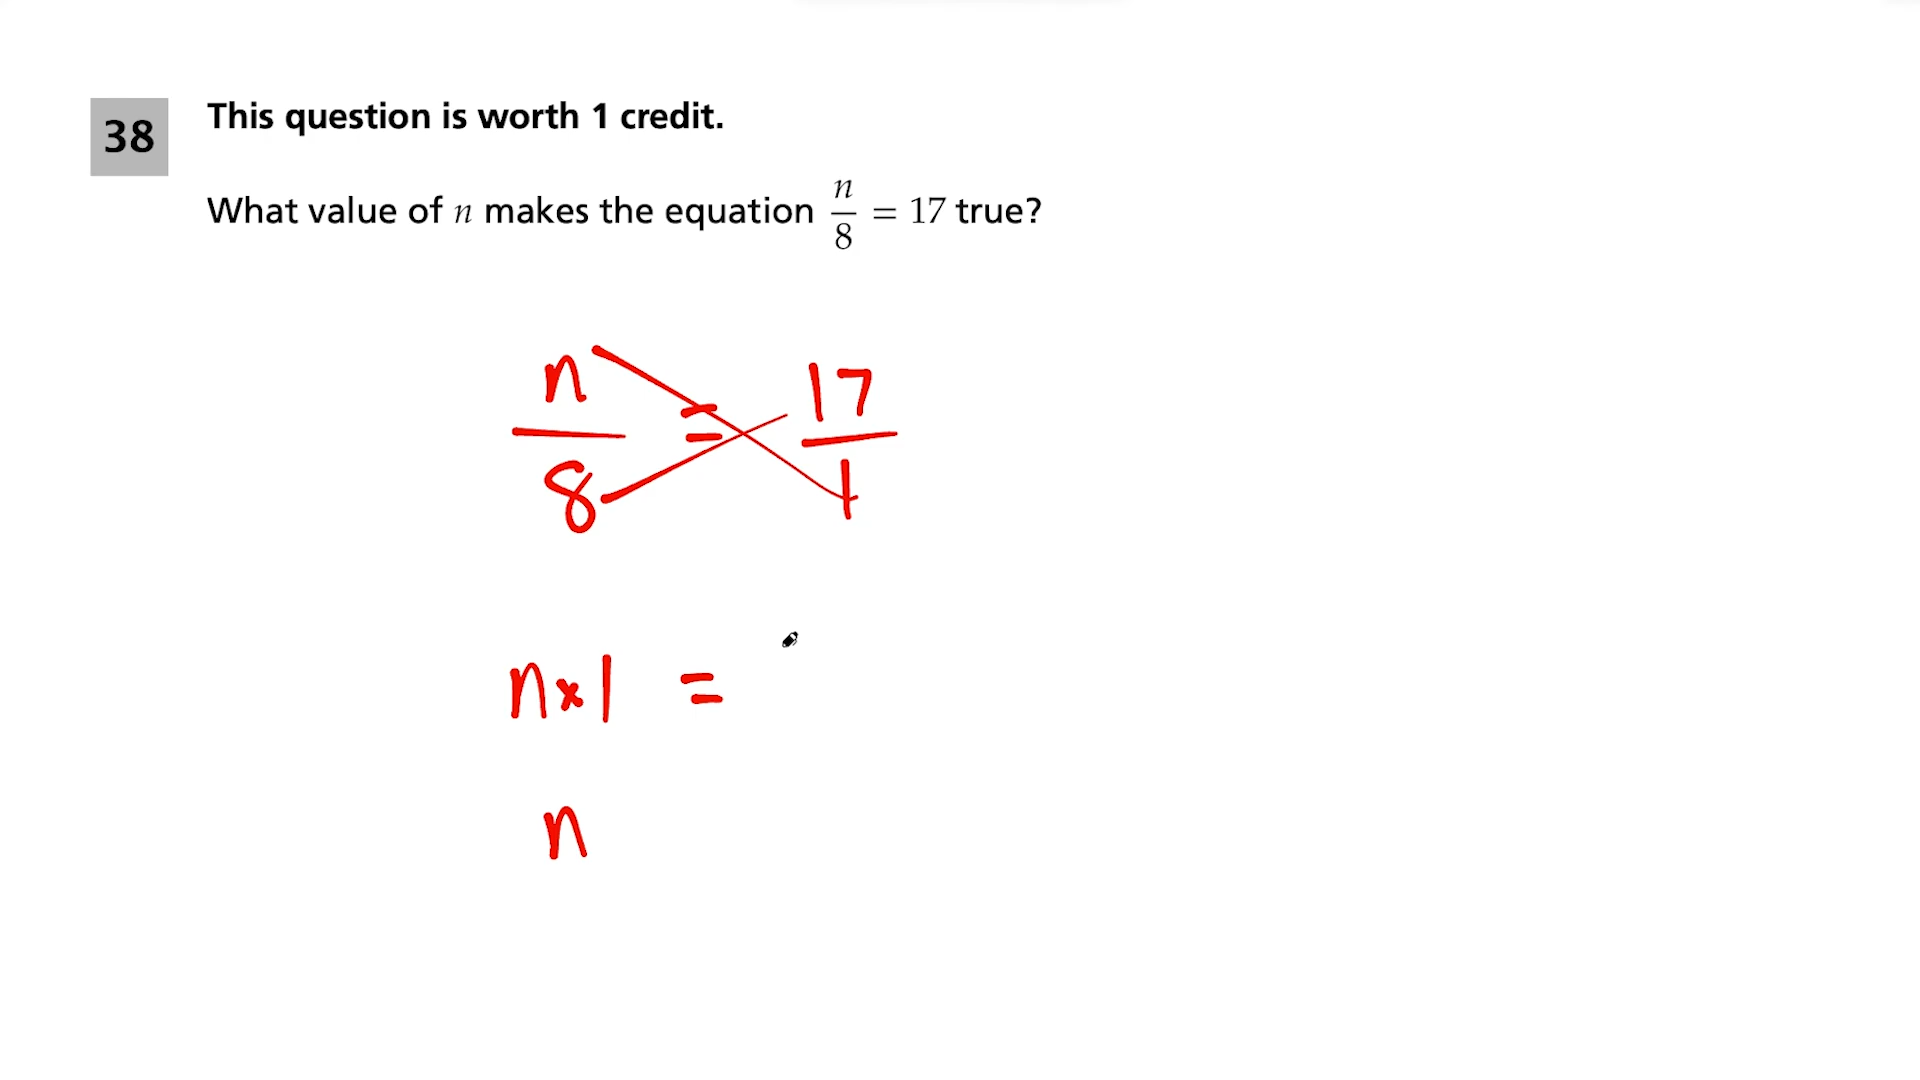 38
This question is worth 1 credit.
What value of n makes the equation n/8 = 17 true?
n/8 = 17/1
n×1 =
n